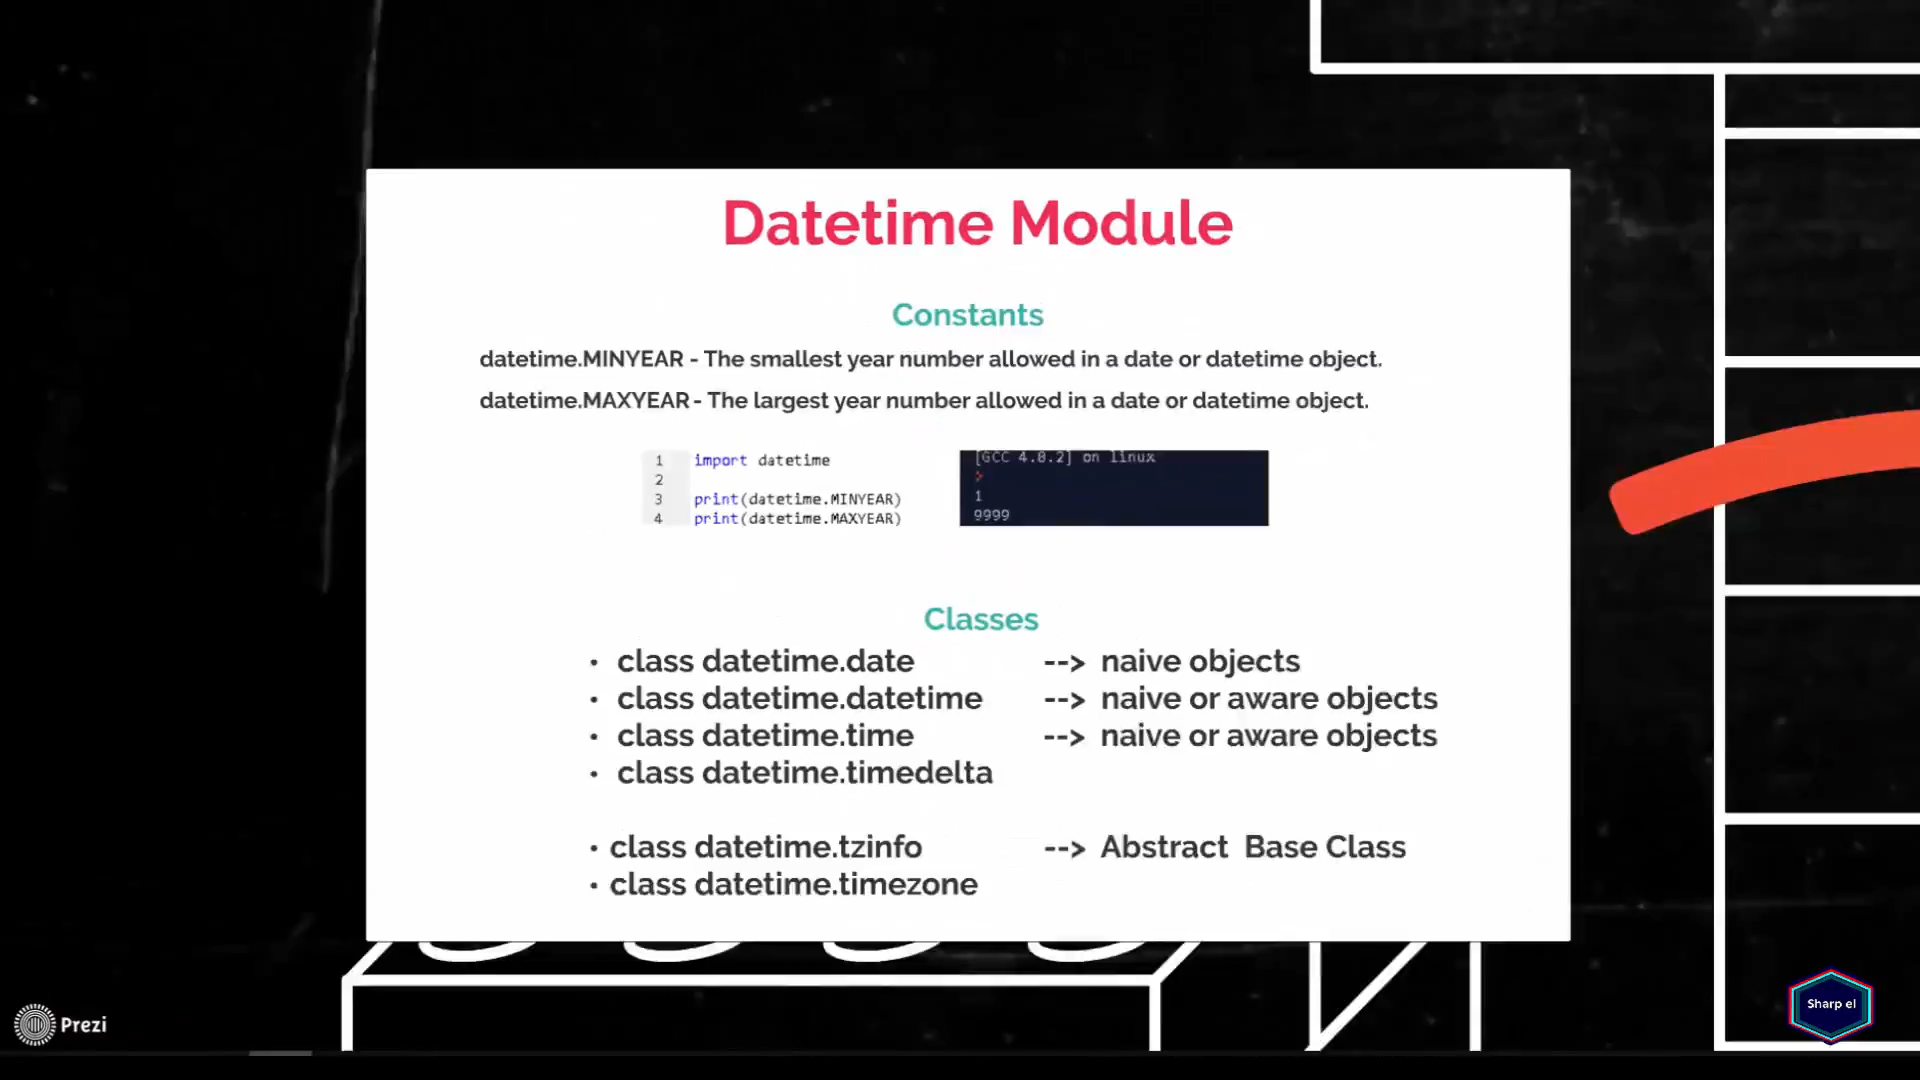 Datetime Module
Constants
datetime.MINYEAR - The smallest year number allowed in a date or datetime object.
datetime.MAXYEAR - The largest year number allowed in a date or datetime object.
1 import datetime
2
3 print(datetime.MINYEAR)
4 print(datetime.MAXYEAR)
[GCC 4.8.2] on linux
>
1
9999
Classes
• class datetime.date --> naive objects
• class datetime.datetime --> naive or aware objects
• class datetime.time --> naive or aware objects
• class datetime.timedelta
• class datetime.tzinfo --> Abstract Base Class
• class datetime.timezone
Prezi
Sharp el